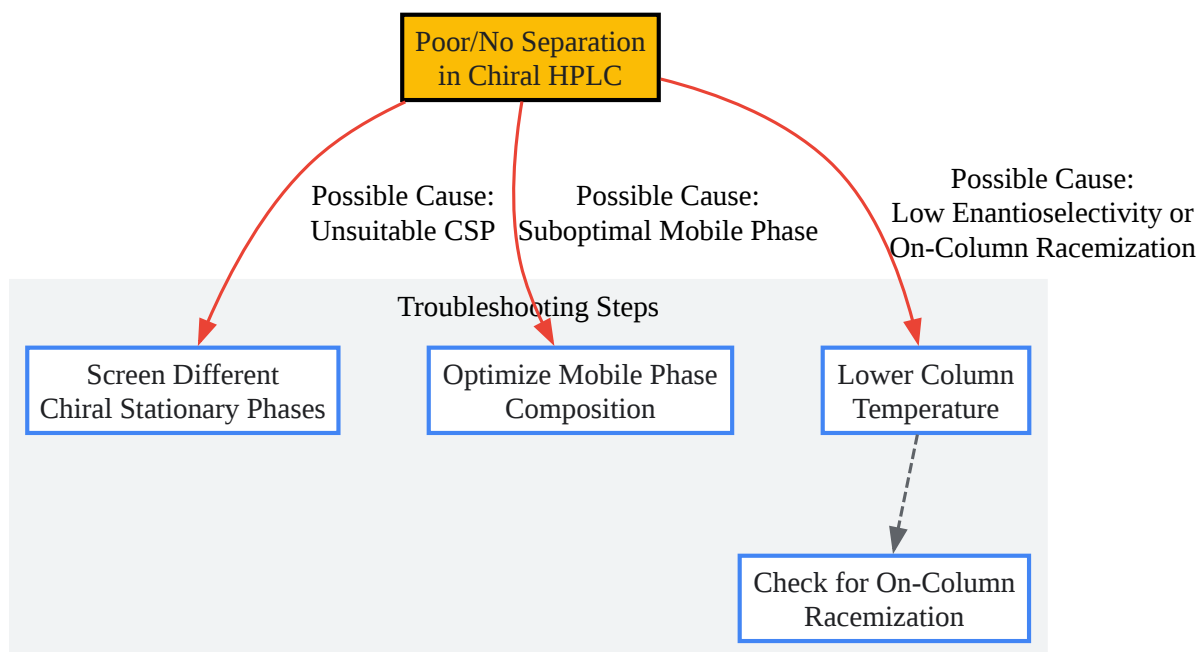 Poor/No Separation
in Chiral HPLC
Possible Cause:
Unsuitable CSP
Possible Cause:
Suboptimal Mobile Phase
Possible Cause:
Low Enantioselectivity or
On-Column Racemization
Troubleshooting Steps
Screen Different
Chiral Stationary Phases
Optimize Mobile Phase
Composition
Lower Column
Temperature
Check for On-Column
Racemization